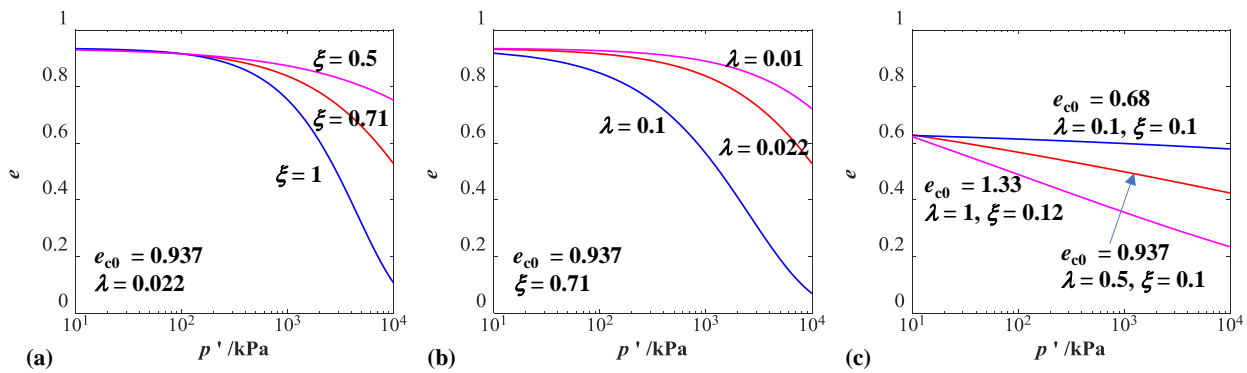 1
0.8
0.6
0.4
0.2
0
e
ξ = 0.5
ξ = 0.71
ξ = 1
e_c0 = 0.937
λ = 0.022
10^1
10^2
10^3
10^4
(a)
p ' /kPa
1
0.8
0.6
0.4
0.2
0
e
λ = 0.01
λ = 0.1
λ = 0.022
e_c0 = 0.937
ξ = 0.71
10^1
10^2
10^3
10^4
(b)
p ' /kPa
1
0.8
0.6
0.4
0.2
0
e
e_c0 = 0.68
λ = 0.1, ξ = 0.1
e_c0 = 1.33
λ = 1, ξ = 0.12
e_c0 = 0.937
λ = 0.5, ξ = 0.1
10^1
10^2
10^3
10^4
(c)
p ' /kPa